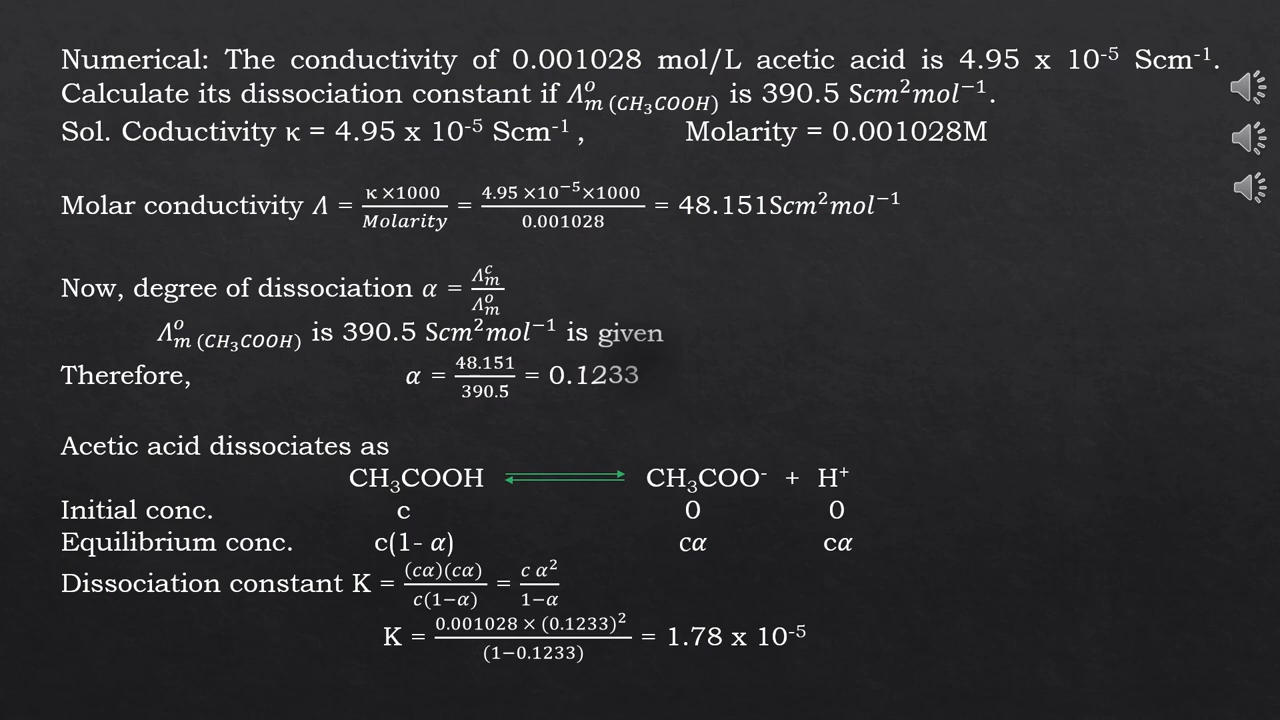 Numerical: The conductivity of 0.001028 mol/L acetic acid is 4.95 x 10⁻⁵ Scm⁻¹.
Calculate its dissociation constant if Λ°ₘ (CH₃COOH) is 390.5 Scm²mol⁻¹.
Sol. Coductivity κ = 4.95 x 10⁻⁵ Scm⁻¹ , Molarity = 0.001028M
Molar conductivity Λ = (κ ×1000)/Molarity = (4.95 ×10⁻⁵×1000)/0.001028 = 48.151Scm²mol⁻¹
Now, degree of dissociation α = Λᶜₘ/Λ°ₘ
Λ°ₘ (CH₃COOH) is 390.5 Scm²mol⁻¹ is given
Therefore, α = 48.151/390.5 = 0.1233
Acetic acid dissociates as
CH₃COOH ⇌ CH₃COO⁻ + H⁺
Initial conc. c 0 0
Equilibrium conc. c(1- α) cα cα
Dissociation constant K = (cα)(cα)/c(1−α) = c α²/1−α
K = 0.001028 × (0.1233)²/(1−0.1233) = 1.78 x 10⁻⁵